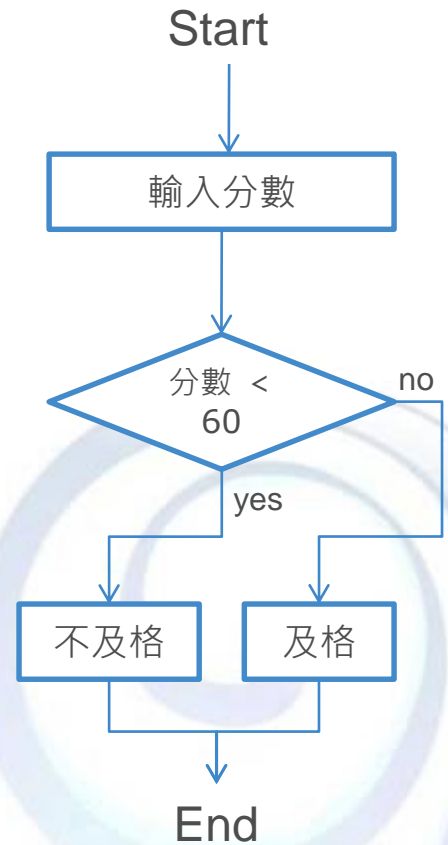 Start
輸入分數
分數 <
60
no
yes
不及格
及格
End